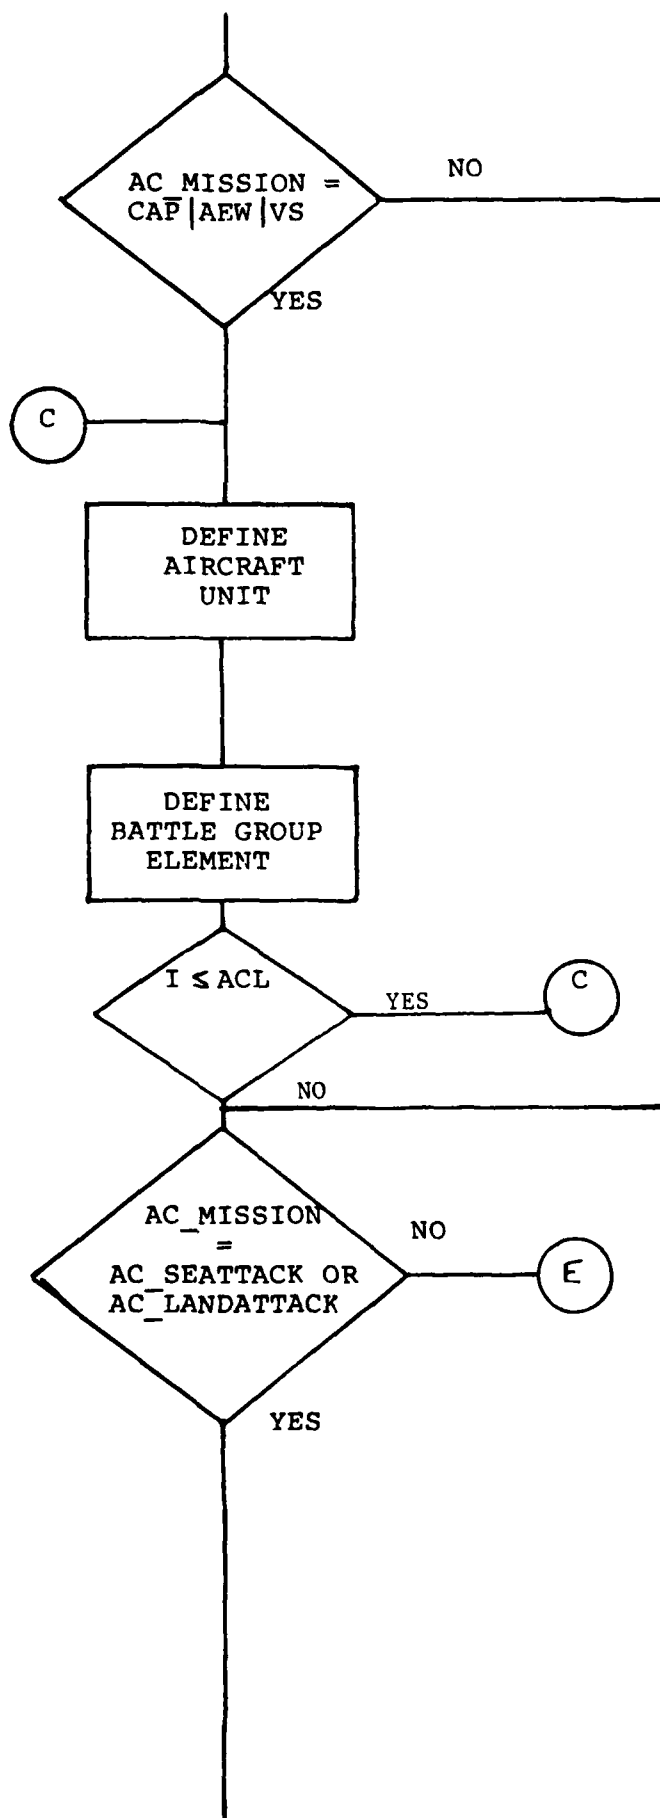 AC_MISSION =
CAP|AEW|VS
NO
YES
C
DEFINE
AIRCRAFT
UNIT
DEFINE
BATTLE GROUP
ELEMENT
I ≤ ACL
YES
C
NO
AC_MISSION
=
AC_SEATTACK OR
AC_LANDATTACK
NO
E
YES